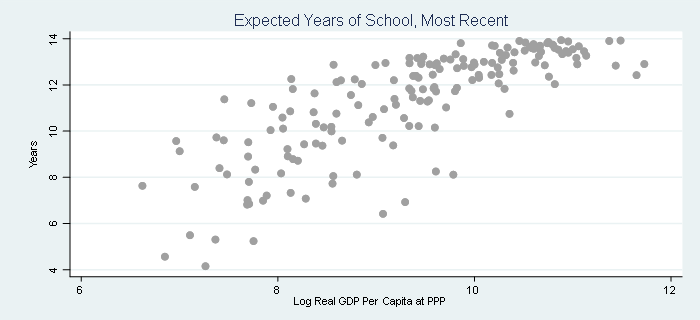 Expected Years of School, Most Recent
14
12
10
8
6
4
Years
6 8 10 12
Log Real GDP Per Capita at PPP